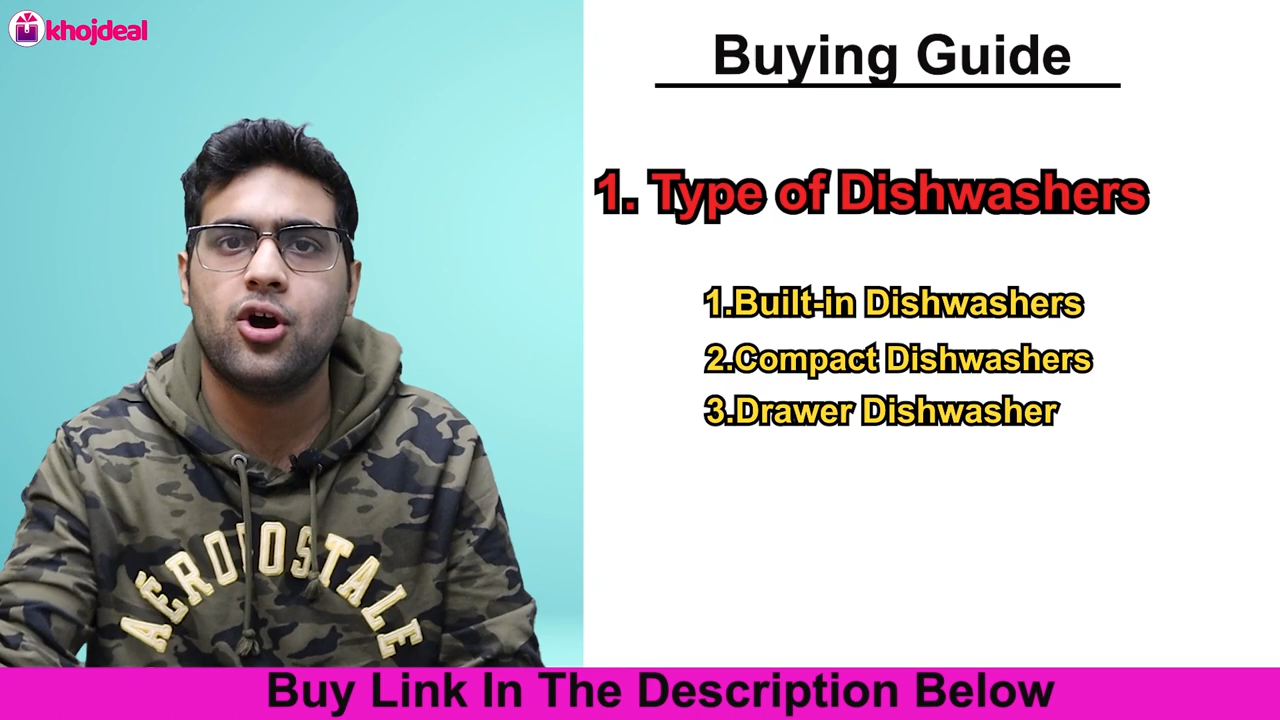 khojdeal
Buying Guide
1. Type of Dishwashers
1.Built-in Dishwashers
2.Compact Dishwashers
3.Drawer Dishwasher
AÉROPOSTALE
Buy Link In The Description Below